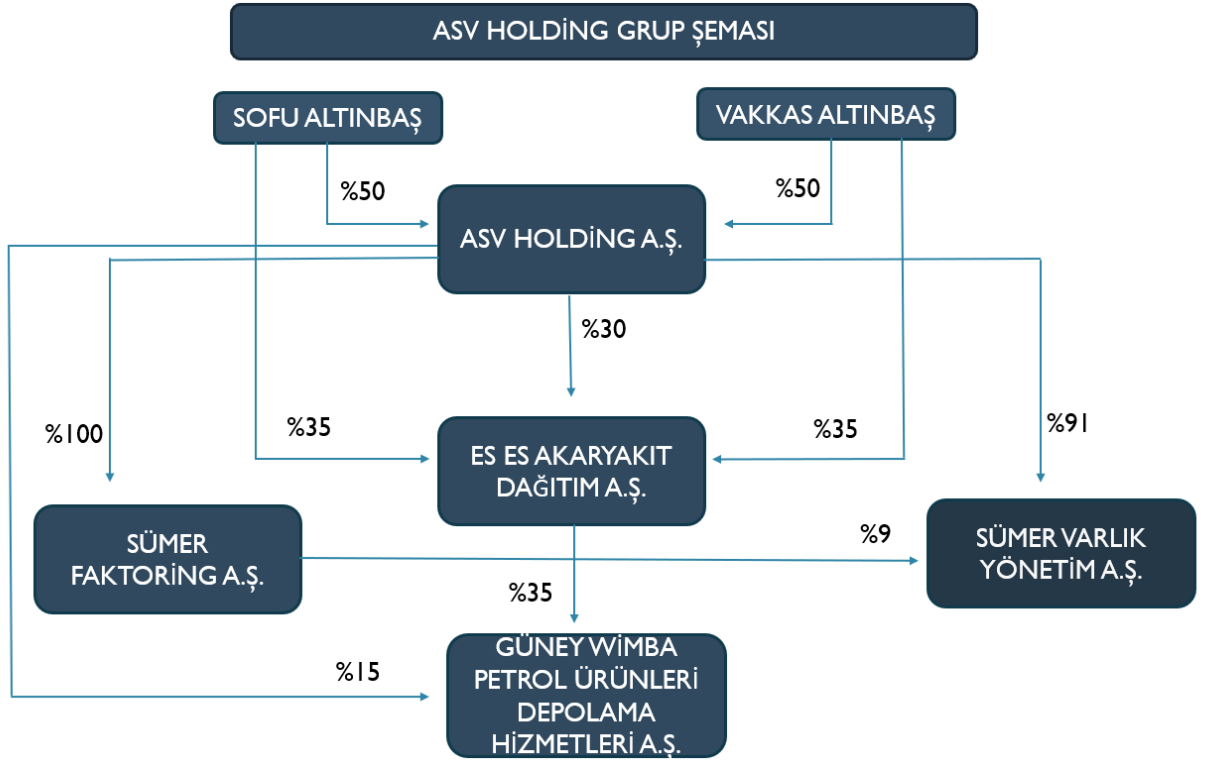 ASV HOLDİNG GRUP ŞEMASI
SOFU ALTINBAŞ
VAKKAS ALTINBAŞ
%50
%50
ASV HOLDİNG A.Ş.
%30
%100
%35
%35
%91
ES ES AKARYAKIT
DAĞITIM A.Ş.
SÜMER
FAKTORİNG A.Ş.
%9
SÜMER VARLIK
YÖNETİM A.Ş.
%35
%15
GÜNEY WİMBA
PETROL ÜRÜNLERİ
DEPOLAMA
HİZMETLERİ A.Ş.